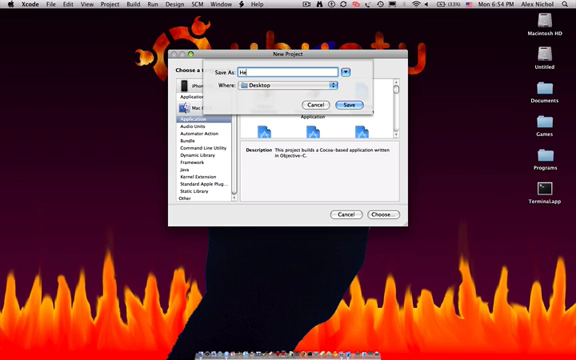 Xcode File Edit View Project Build Run Design SCM Window Help (33%) Mon 6:54 PM Alex Nichol
New Project
Macintosh HD
Save As: He
Choose a t
iPhon
Where: Desktop
Untitled
Application
Mac
Cancel Save
Documents
Application
Application
Audio Units
Automator Action
Games
Bundle
Command Line Utility
Description This project builds a Cocoa-based application written
in Objective-C.
Dynamic Library
Framework
Programs
Java
Kernel Extension
Standard Apple Plug...
Static Library
Other
Terminal.app
Cancel Choose...